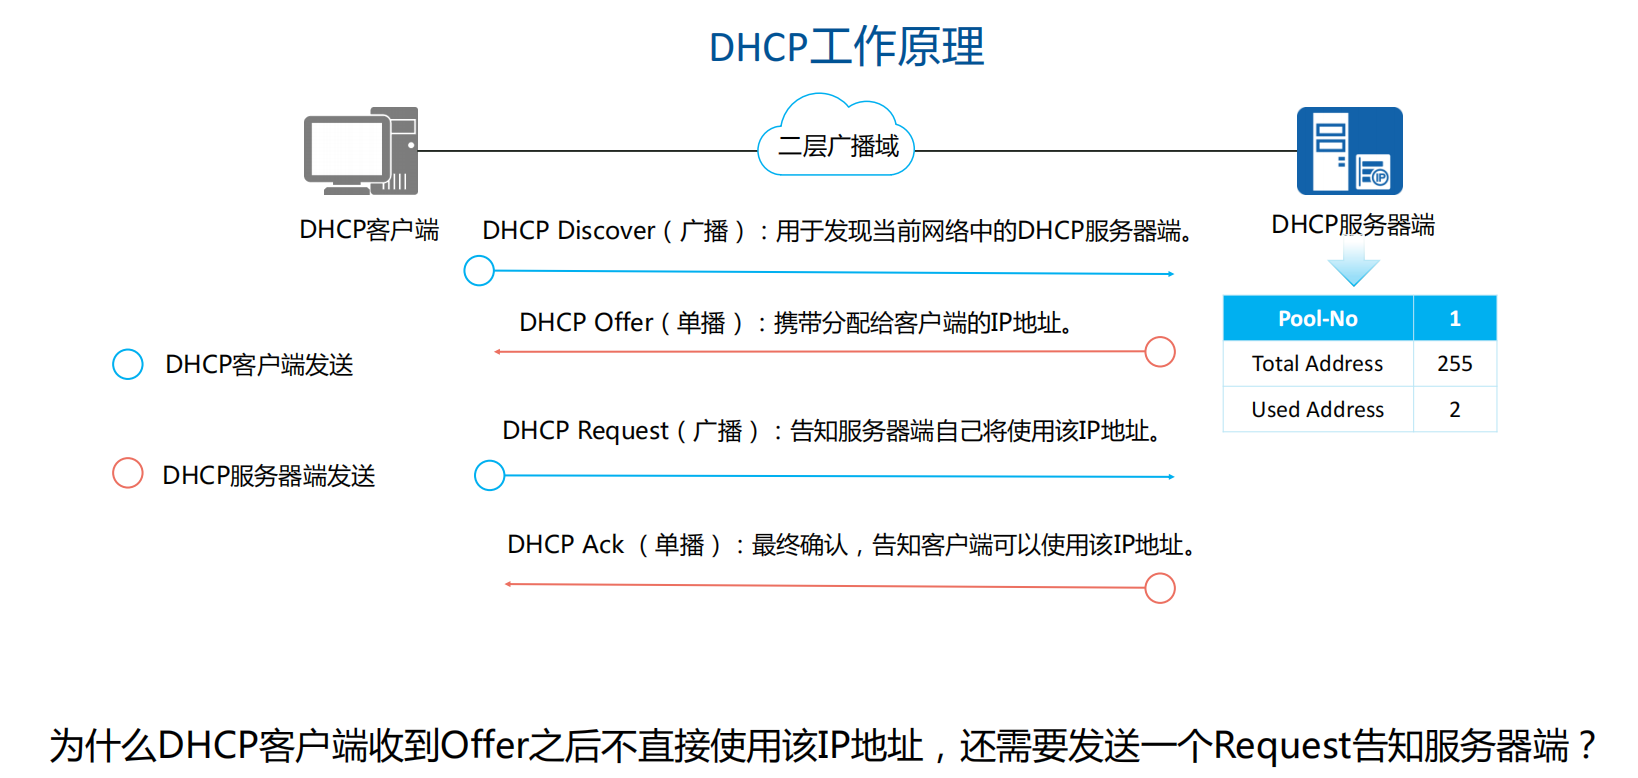 DHCP工作原理
二层广播域
IP
DHCP客户端
DHCP服务器端
DHCP Discover（广播）：用于发现当前网络中的DHCP服务器端。
DHCP Offer（单播）：携带分配给客户端的IP地址。
Pool-No 1
Total Address 255
Used Address 2
DHCP客户端发送
DHCP Request（广播）：告知服务器端自己将使用该IP地址。
DHCP服务器端发送
DHCP Ack （单播）：最终确认，告知客户端可以使用该IP地址。
为什么DHCP客户端收到Offer之后不直接使用该IP地址，还需要发送一个Request告知服务器端？